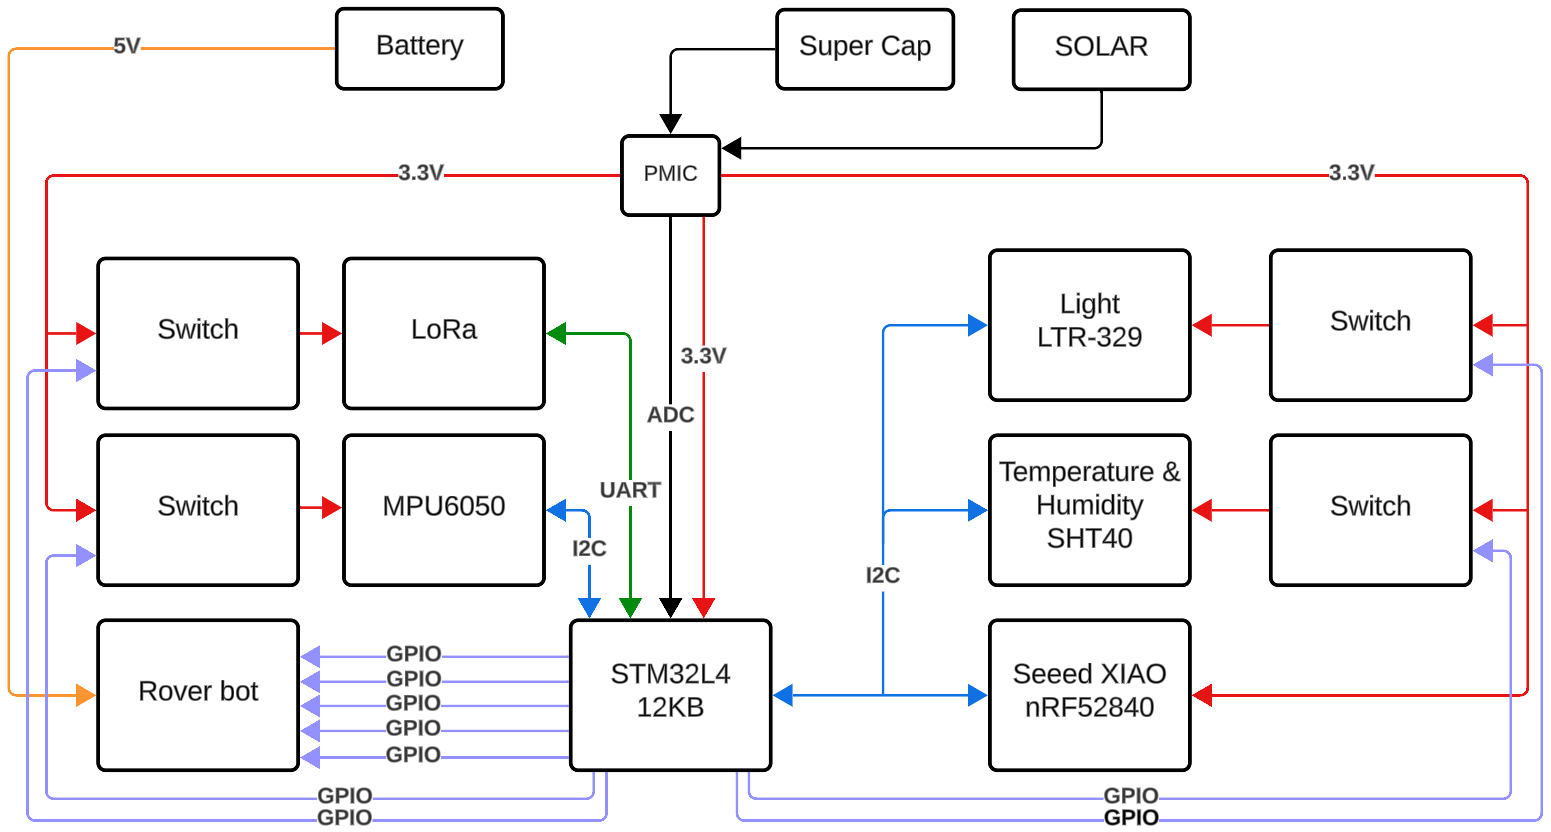 Battery
Super Cap
SOLAR
5V
PMIC
3.3V
3.3V
Switch
LoRa
3.3V
ADC
Light
LTR-329
Switch
Switch
MPU6050
UART
I2C
Temperature &
Humidity
SHT40
Switch
I2C
Rover bot
GPIO
GPIO
GPIO
GPIO
GPIO
STM32L4
12KB
Seeed XIAO
nRF52840
GPIO
GPIO
GPIO
GPIO